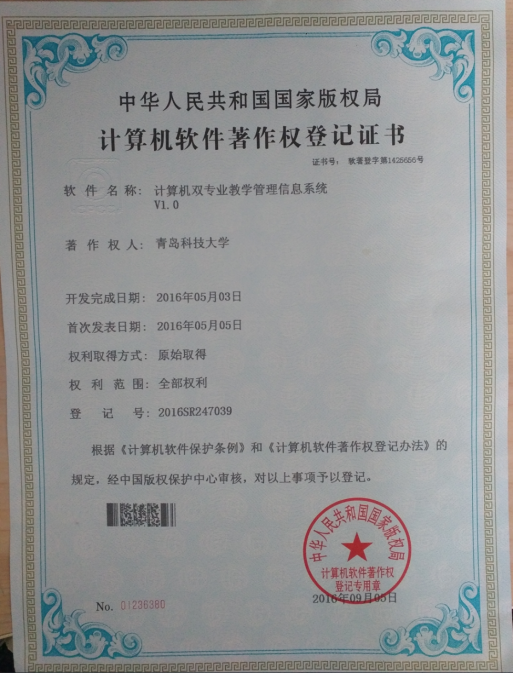 中华人民共和国国家版权局
计算机软件著作权登记证书
证书号： 软著登字第1425656号
软件名称： 计算机双专业教学管理信息系统
V1.0
著作权人： 青岛科技大学
开发完成日期： 2016年05月03日
首次发表日期： 2016年05月05日
权利取得方式： 原始取得
权利范围： 全部权利
登记号： 2016SR247039
根据《计算机软件保护条例》和《计算机软件著作权登记办法》的
规定，经中国版权保护中心审核，对以上事项予以登记。
中华人民共和国国家版权局
计算机软件著作权
登记专用章
No. 01236380
2016年09月05日